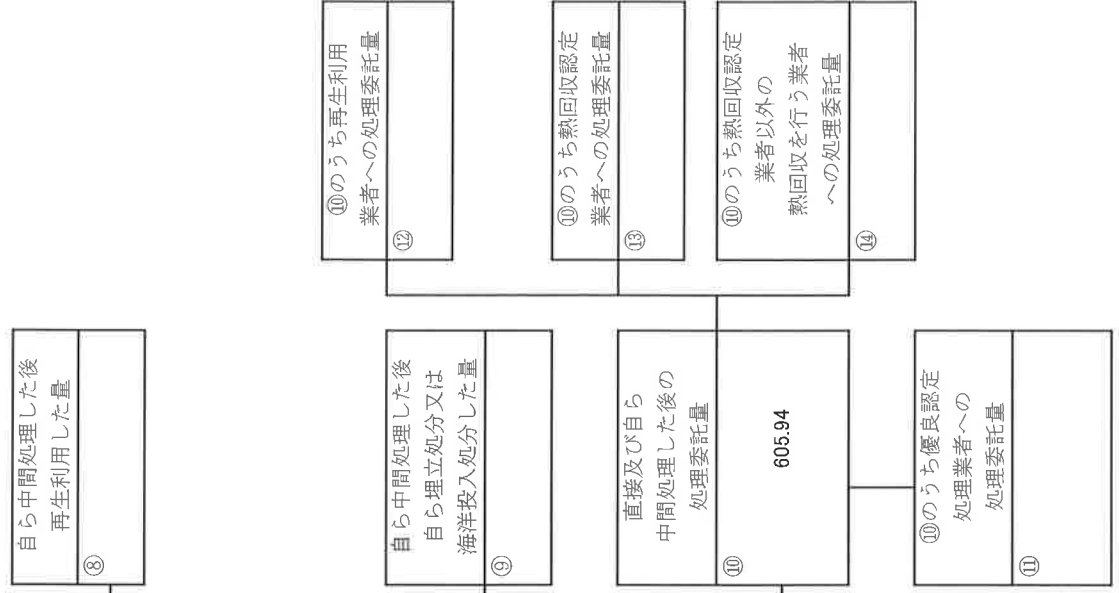 自ら中間処理した後
再生利用した量
⑧
自ら中間処理した後
自ら埋立処分又は
海洋投入処分した量
⑨
直接及び自ら
中間処理した後の
処理委託量
⑩
605.94
⑩のうち優良認定
処理業者への
処理委託量
⑪
⑩のうち再生利用
業者への処理委託量
⑫
⑩のうち熱回収認定
業者への処理委託量
⑬
⑩のうち熱回収認定
業者以外の
熱回収を行う業者
への処理委託量
⑭